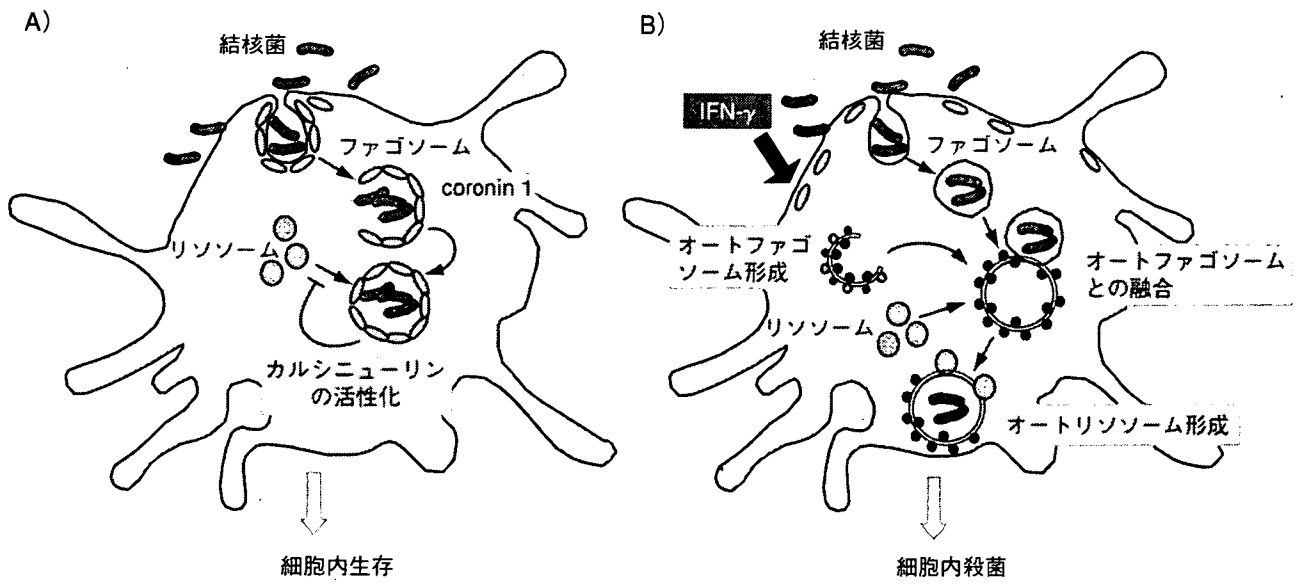 A)
結核菌
ファゴソーム
coronin 1
リソソーム
カルシニューリン
の活性化
細胞内生存
B)
結核菌
IFN-γ
ファゴソーム
オートファゴ
ソーム形成
オートファゴソーム
との融合
リソソーム
オートリソソーム形成
細胞内殺菌